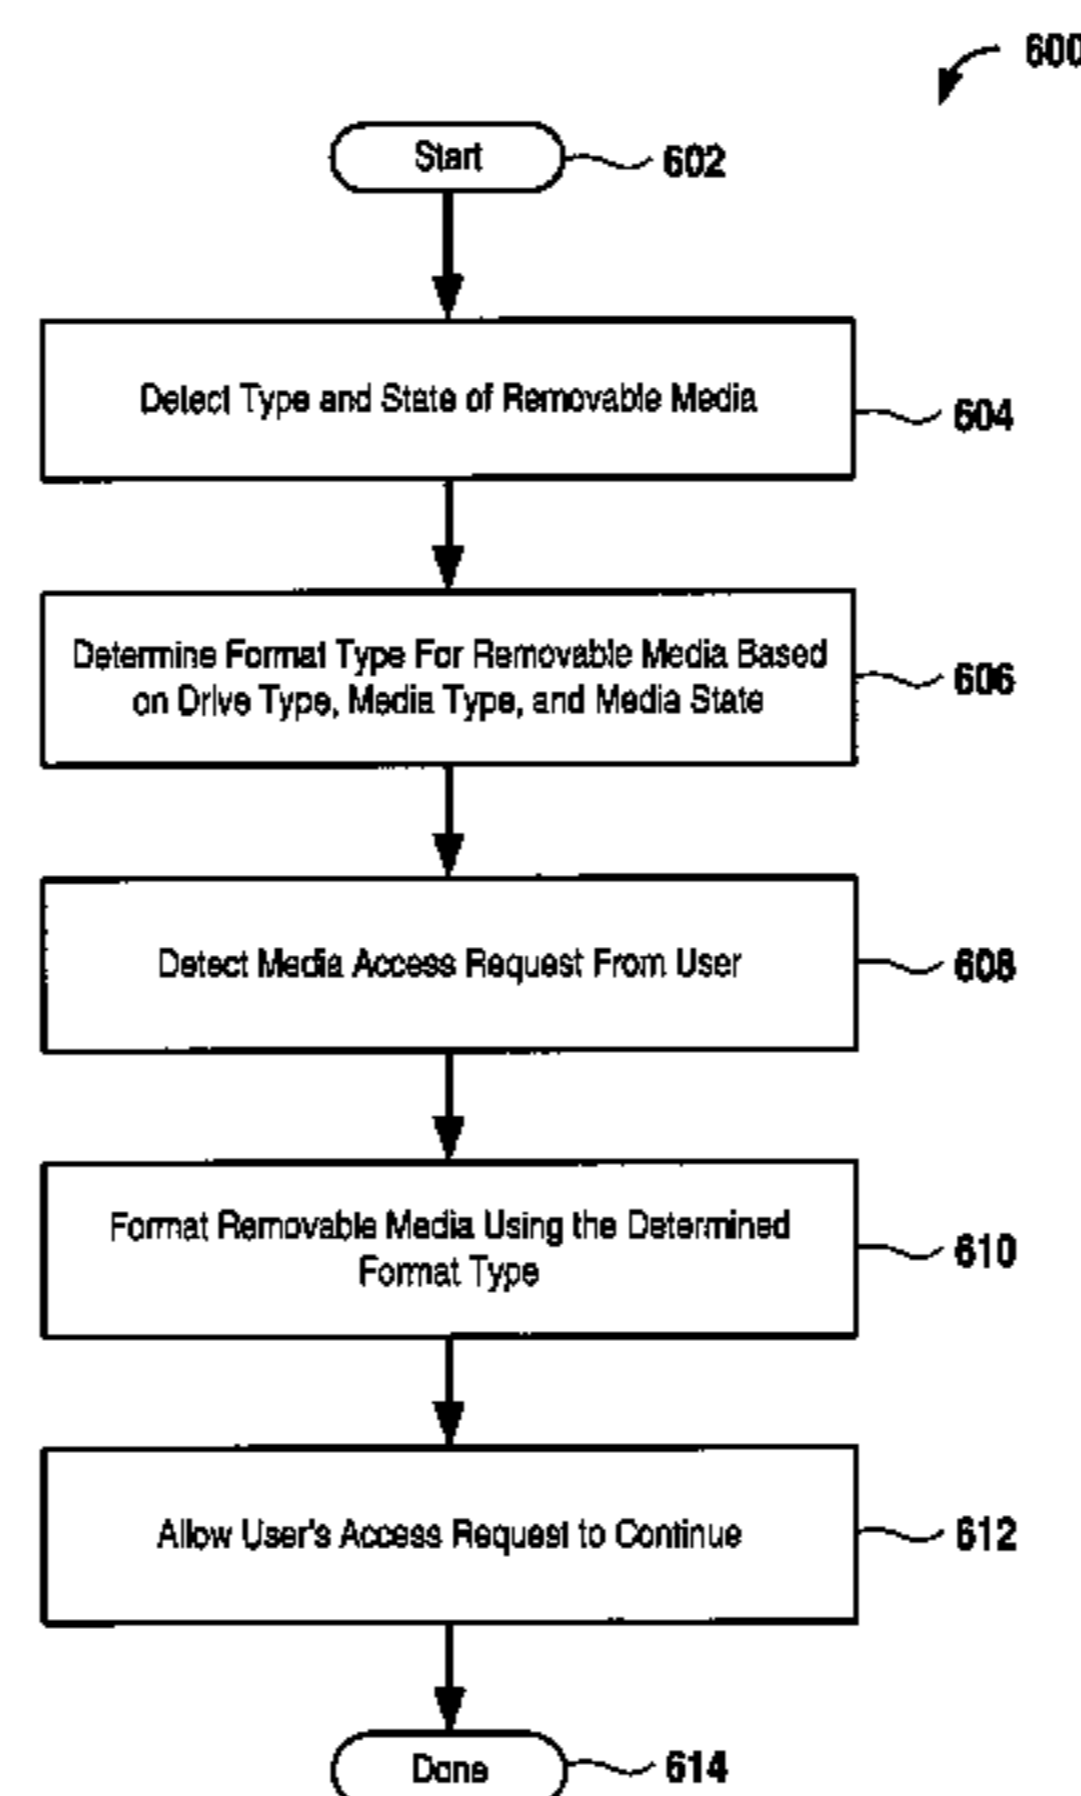 600
Start
602
Detect Type and State of Removable Media
604
Determine Format Type For Removable Media Based
on Drive Type, Media Type, and Media State
606
Detect Media Access Request From User
608
Format Removable Media Using the Determined
Format Type
610
Allow User's Access Request to Continue
612
Done
614